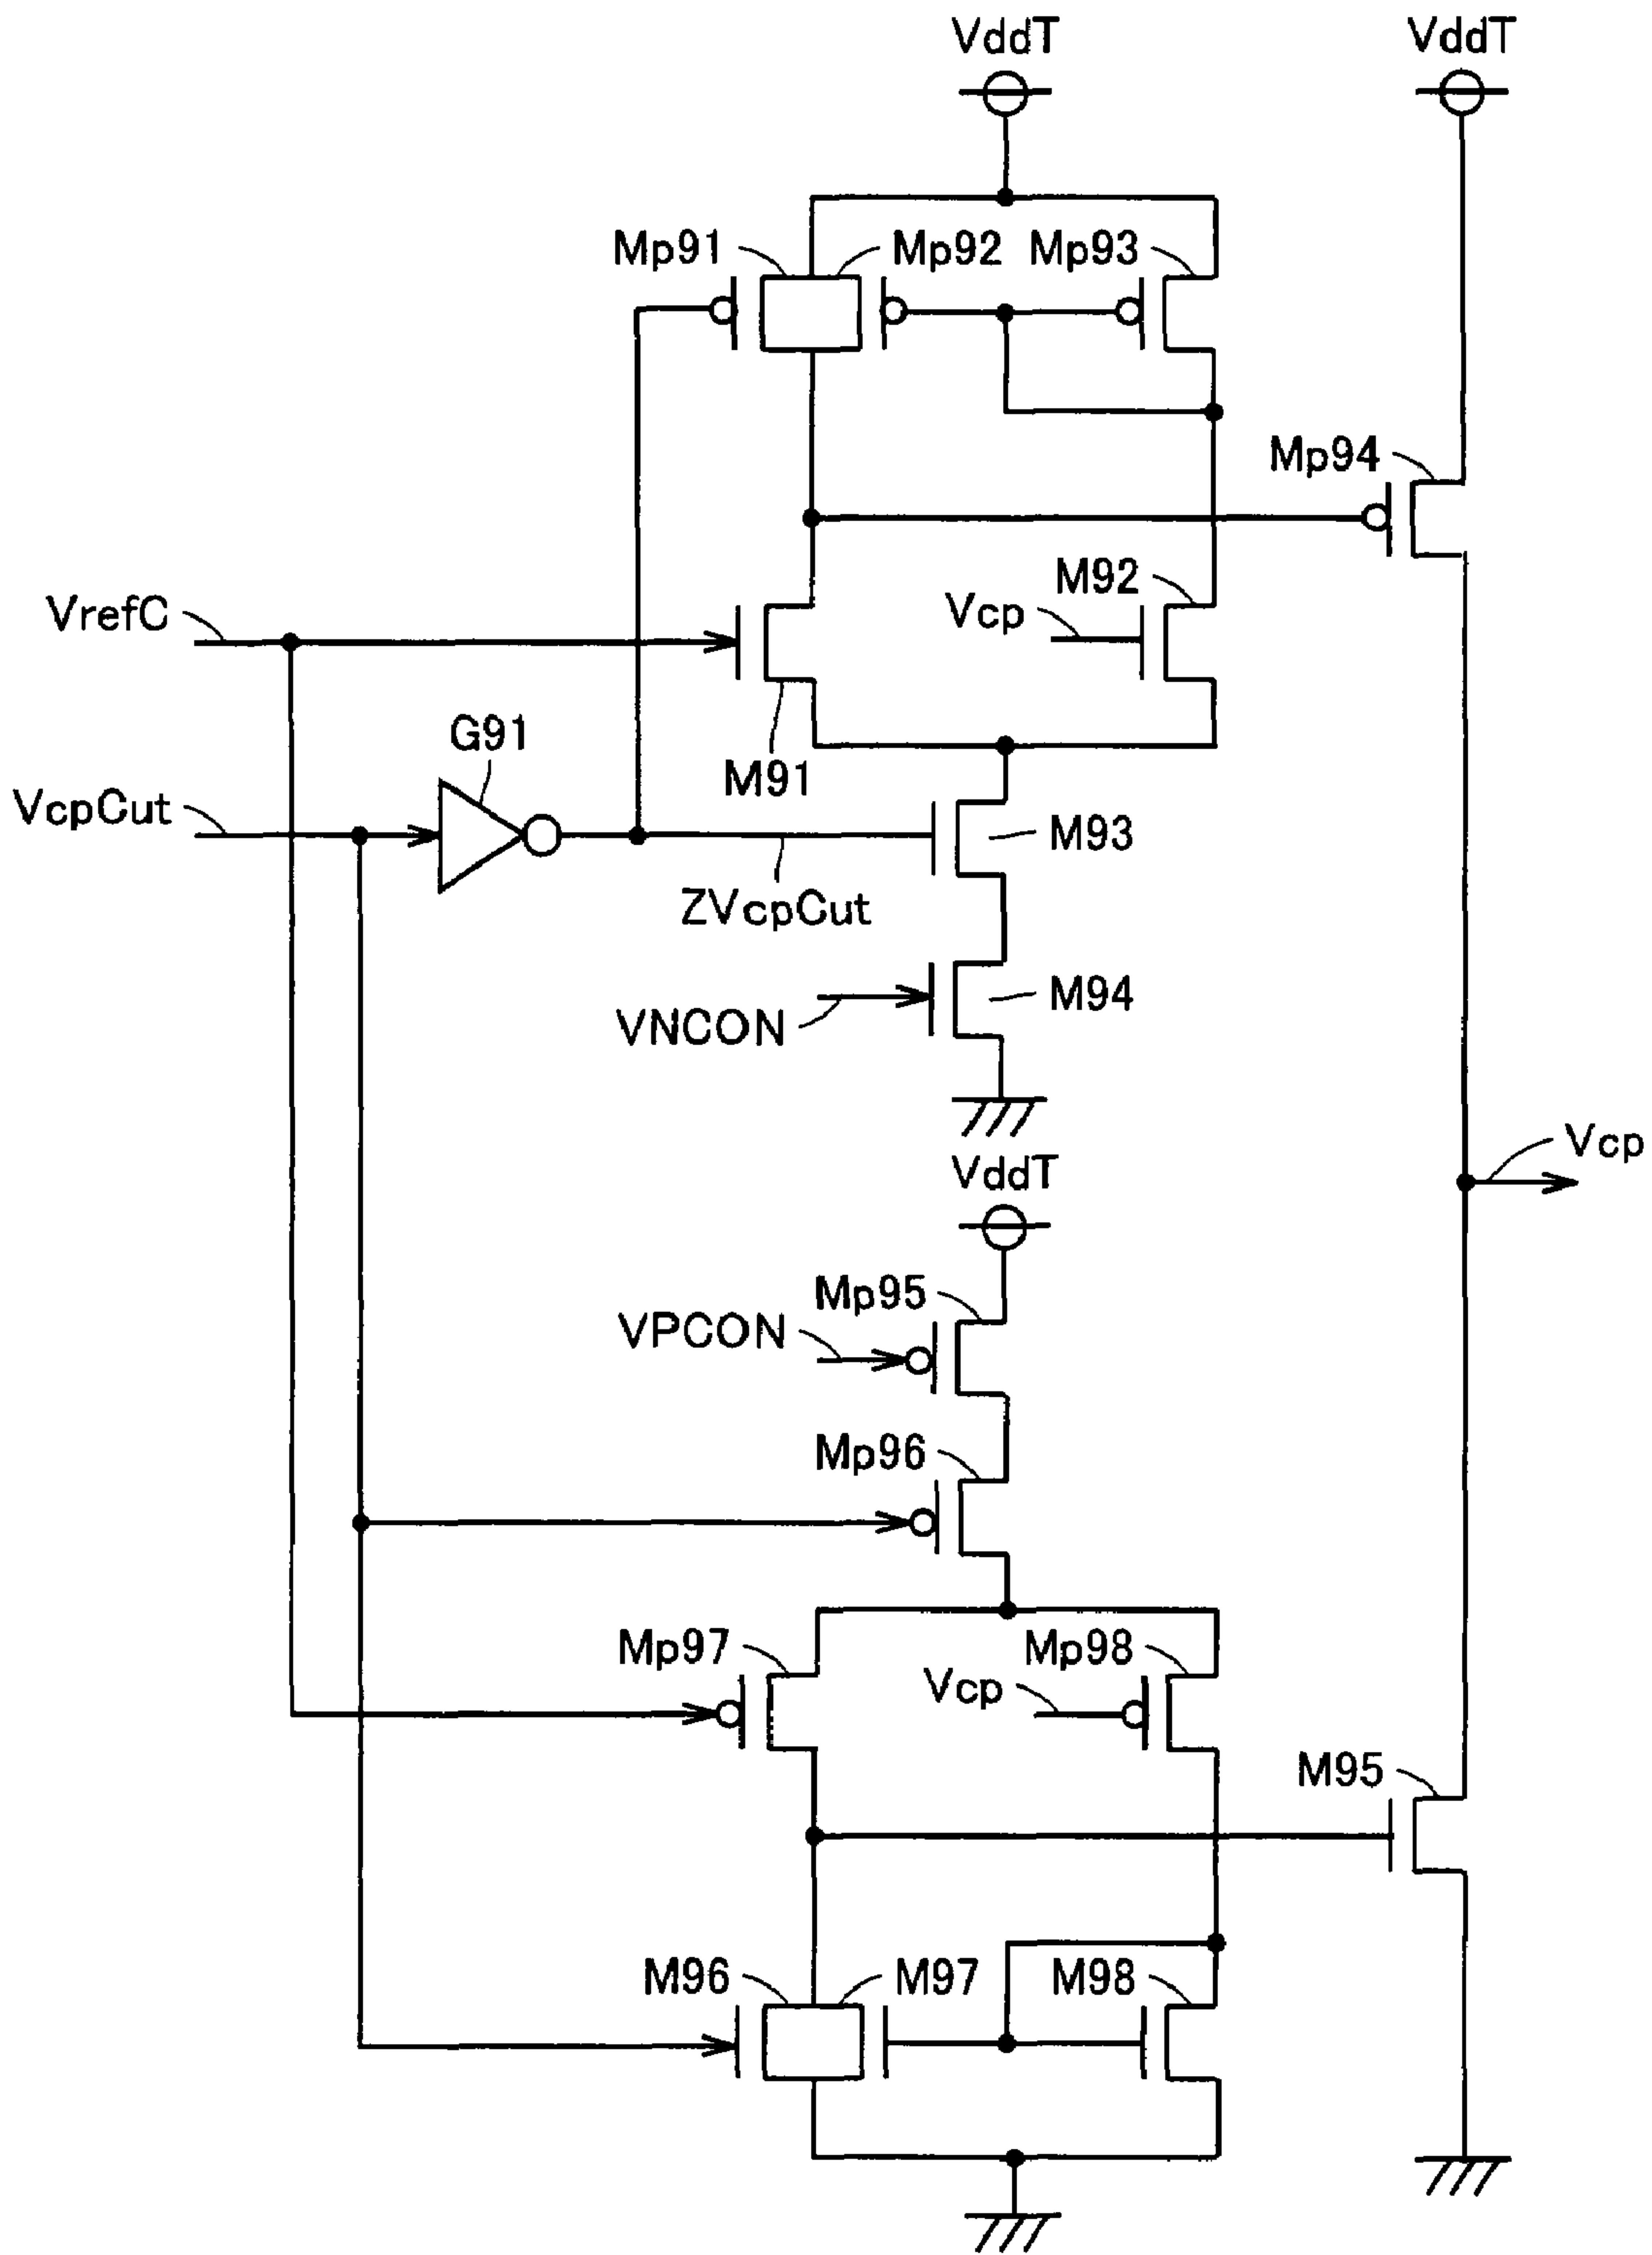 VddT
VddT
Mp91
Mp92
Mp93
Mp94
M92
Vcp
VrefC
G91
M91
VcpCut
M93
ZVcpCut
M94
VNCON
Vcp
VddT
Mp95
VPCON
Mp96
Mp97
Mp98
Vcp
M95
M96
M97
M98